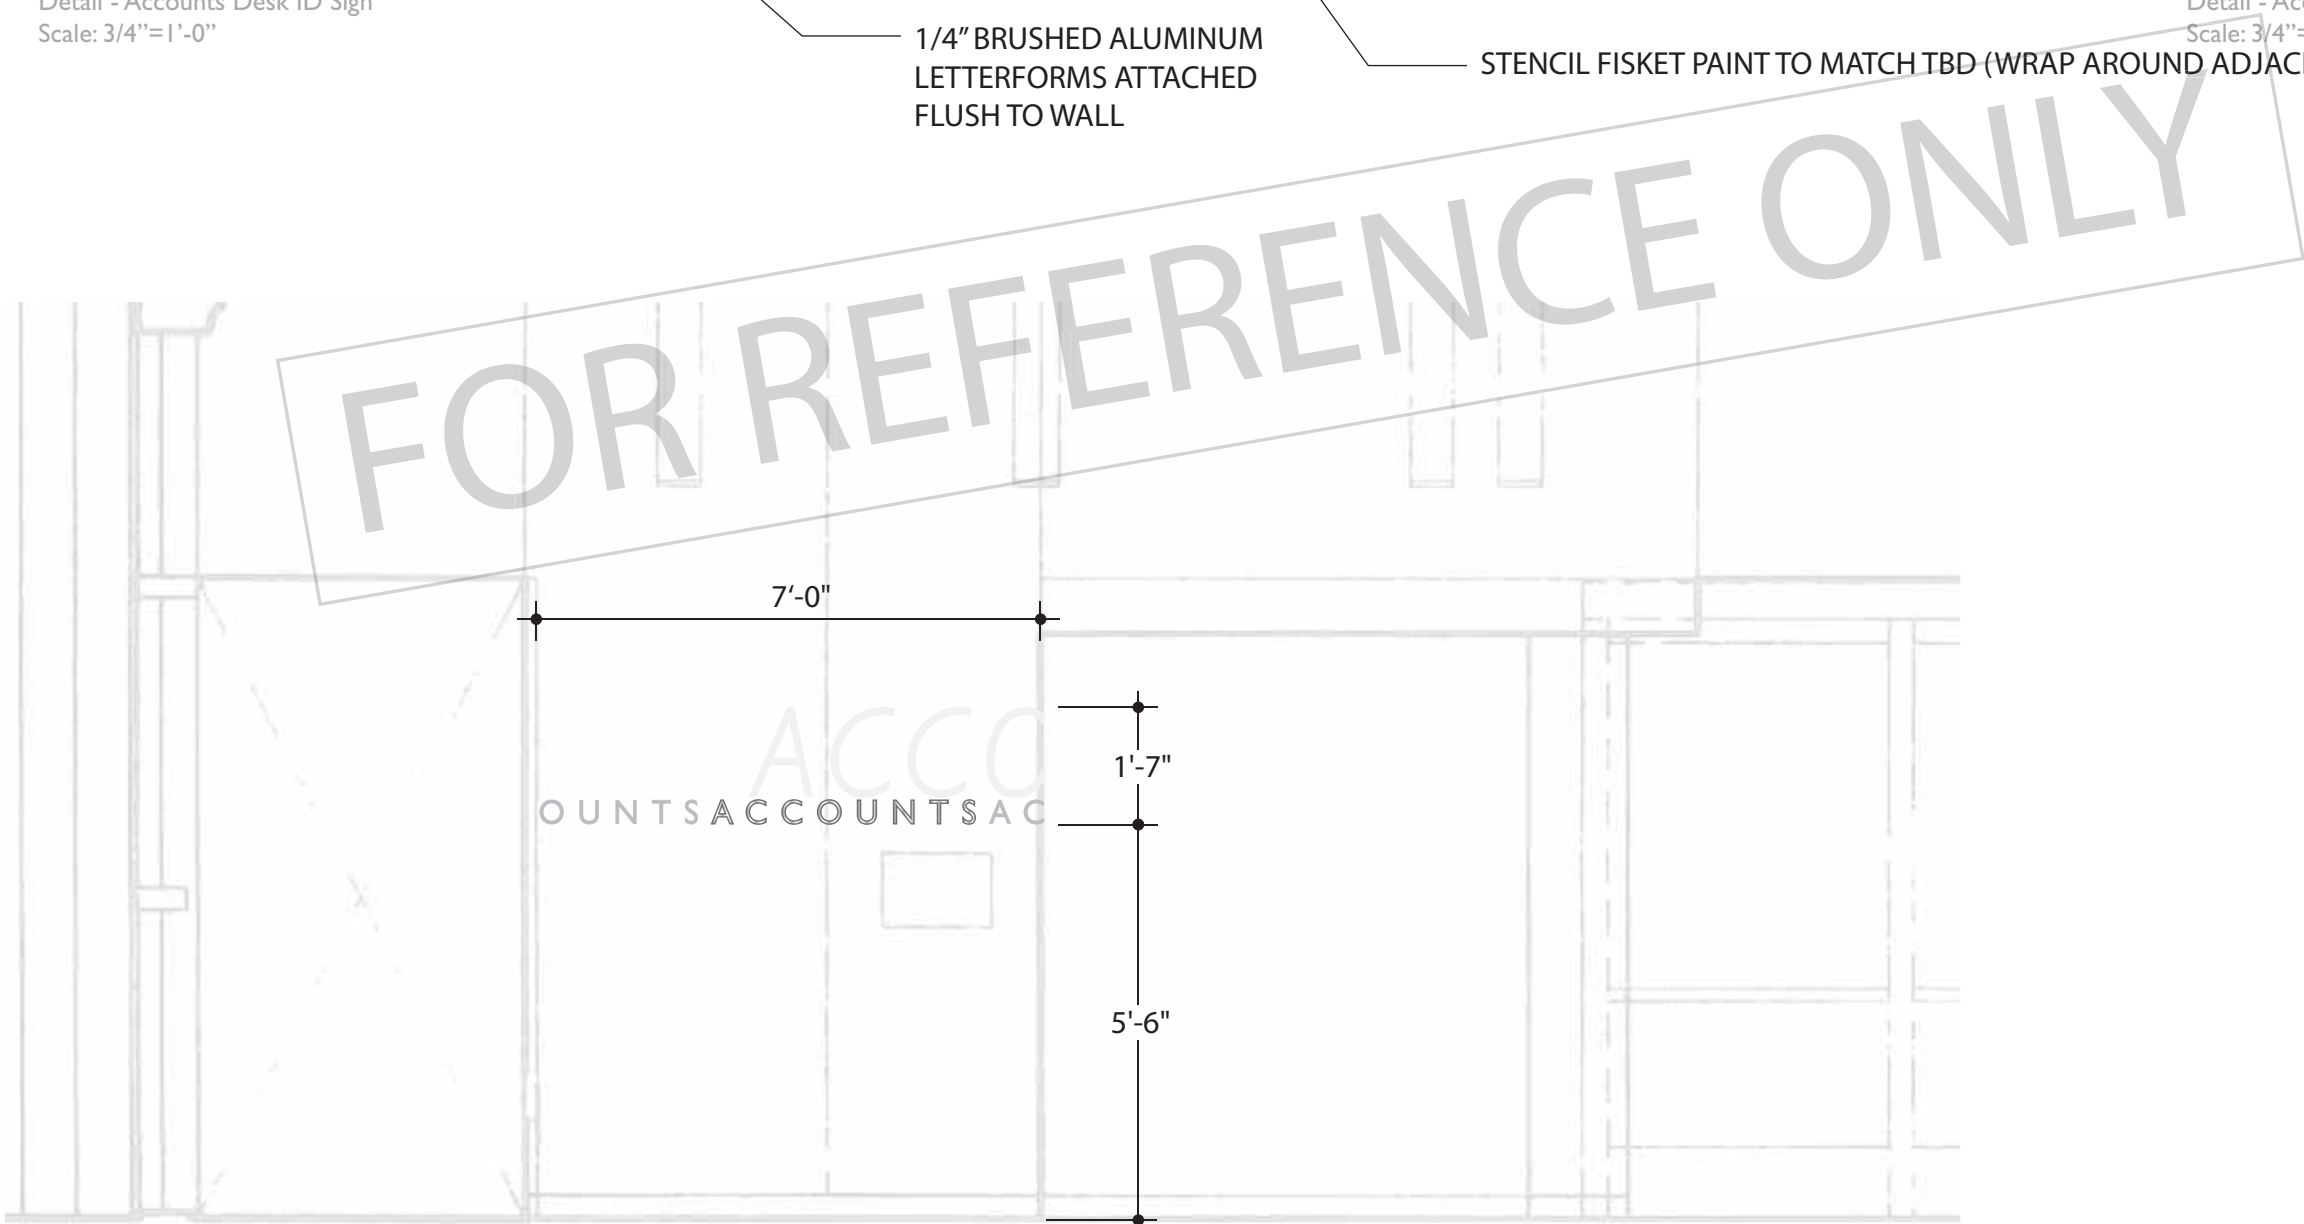 Detail - Accounts Desk ID Sign
Scale: 3/4”=1’-0”
1/4” BRUSHED ALUMINUM
LETTERFORMS ATTACHED
FLUSH TO WALL
Scale: 3/4”=
STENCIL FISKET PAINT TO MATCH TBD (WRAP AROUND
FOR REFERENCE ONLY
7‘-0"
ACCO
1'-7"
OUNTSACCOUNTSAC
5'-6"